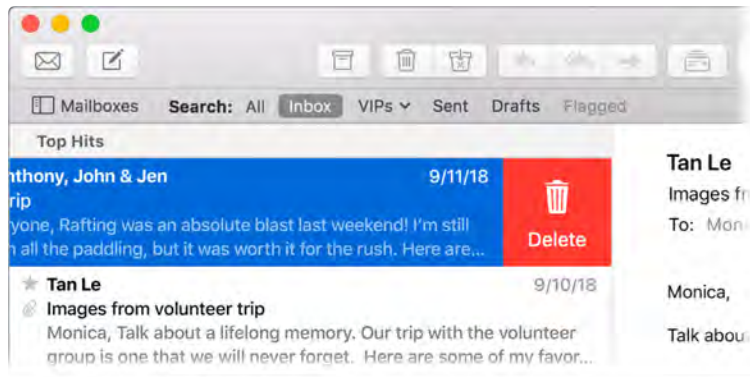 Mailboxes Search: All Inbox VIPs Sent Drafts Flagged
Top Hits
nthony, John & Jen 9/11/18
rip
yone, Rafting was an absolute blast last weekend! I'm still
n all the paddling, but it was worth it for the rush. Here are...
Delete
Tan Le 9/10/18
Images from volunteer trip
Monica, Talk about a lifelong memory. Our trip with the volunteer
group is one that we will never forget. Here are some of my favor...
Tan Le
Images fr
To: Mon
Monica,
Talk abou